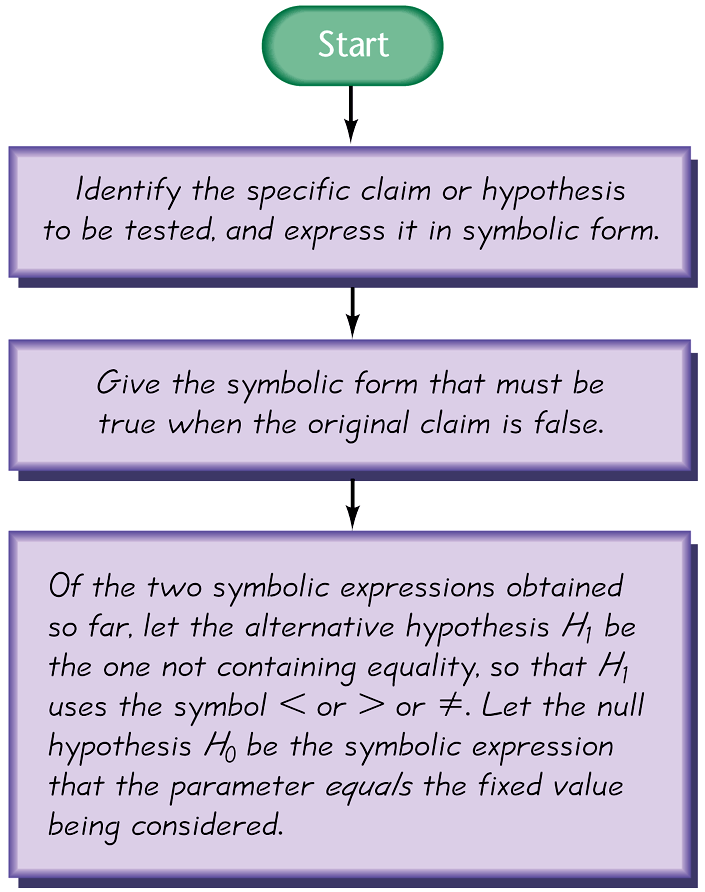 Start
Identify the specific claim or hypothesis
to be tested, and express it in symbolic form.
Give the symbolic form that must be
true when the original claim is false.
Of the two symbolic expressions obtained
so far, let the alternative hypothesis H₁ be
the one not containing equality, so that H₁
uses the symbol < or > or ≠. Let the null
hypothesis H₀ be the symbolic expression
that the parameter equals the fixed value
being considered.